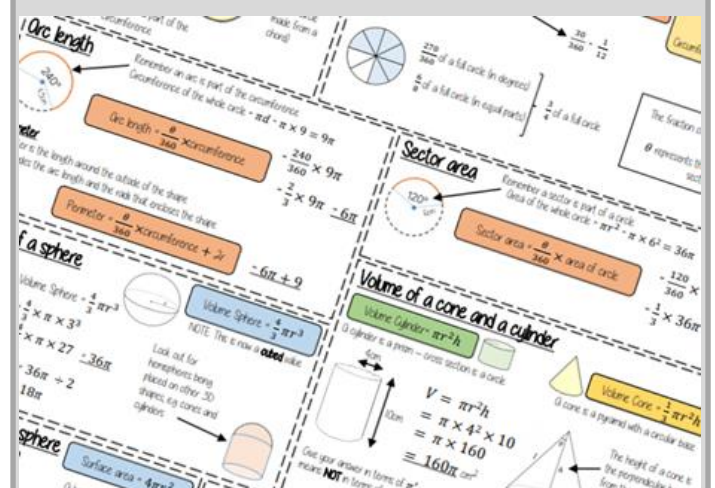 part of the
circumference
made from a
chord)
30/360 = 1/12
270/360 of a full circle (in degrees)
6/8 of a full circle (in equal parts)
3/4 of a full circle
The fraction o
θ represents th
sect
Arc length
240°
Remember an arc is part of the circumference
Circumference of the whole circle = πd = π × 9 = 9π
Arc length = θ/360 × circumference
= 240/360 × 9π
= 2/3 × 9π = 6π
meter
er is the length around the outside of the shape
des the arc length and the radii that encloses the shape
Perimeter = θ/360 × circumference + 2r
= 6π + 9
Sector area
120°
6cm
Remember a sector is part of a circle
Area of the whole circle = πr² = π × 6² = 36π
Sector area = θ/360 × area of circle
= 120/360 ×
= 1/3 × 36π
f a sphere
Volume Sphere = 4/3 πr³
4/3 × π × 3³
× π × 27 = 36π
36π ÷ 2
18π
Volume Sphere = 4/3 πr³
NOTE: This is now a cubed value
Look out for
hemispheres being
placed on other 3D
shapes, e.g. cones and
cylinders
sphere
Surface area = 4πr²
Volume of a cone and a cylinder
Volume Cylinder = πr²h
A cylinder is a prism – cross section is a circle
4cm
10cm
V = πr²h
= π × 4² × 10
= π × 160
= 160π cm²
Give your answer in terms of π
means NOT in terms of
Volume Cone = 1/3 πr²h
A cone is a pyramid with a circular base
The height of a cone is
the perpendicular
from the